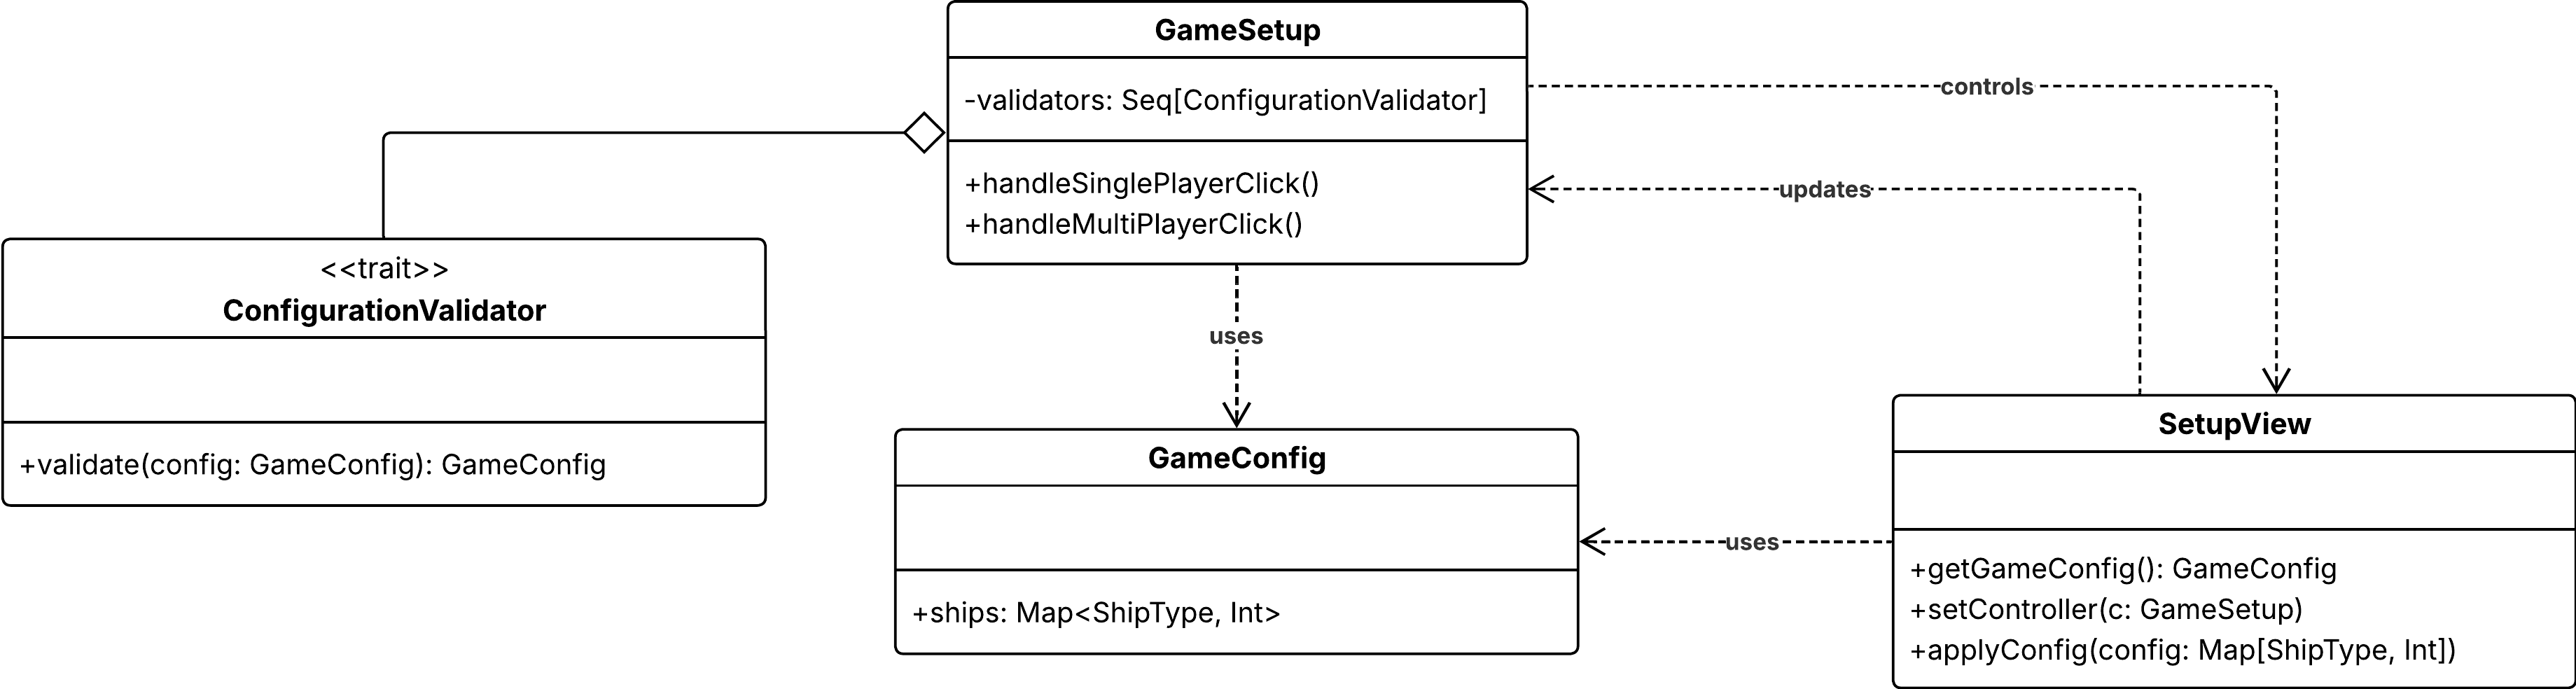 GameSetup
-validators: Seq[ConfigurationValidator]
+handleSinglePlayerClick()
+handleMultiPlayerClick()
controls
updates
<<trait>>
ConfigurationValidator
+validate(config: GameConfig): GameConfig
uses
GameConfig
+ships: Map<ShipType, Int>
uses
SetupView
+getGameConfig(): GameConfig
+setController(c: GameSetup)
+applyConfig(config: Map[ShipType, Int])